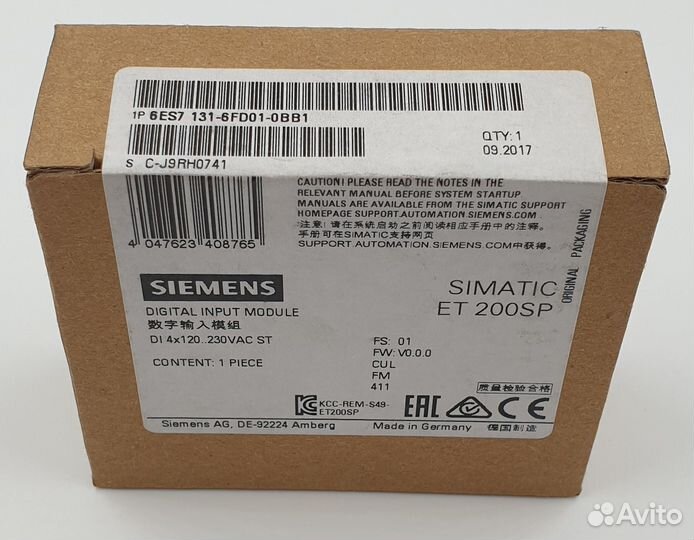 1P 6ES7 131-6FD01-0BB1
S C-J9RH0741
QTY: 1
09.2017
4 047623 408765
CAUTION! PLEASE READ THE NOTES IN THE
RELEVANT MANUAL BEFORE SYSTEM STARTUP.
MANUALS ARE AVAILABLE FROM THE SIMATIC SUPPORT
HOMEPAGE SUPPORT.AUTOMATION.SIEMENS.COM
注意: 请在系统启动之前阅读相应手册中的注释。
手册可在SIMATIC支持网页
SUPPORT.AUTOMATION.SIEMENS.COM中获得。
ORIGINAL PACKAGING
SIEMENS
SIMATIC
ET 200SP
DIGITAL INPUT MODULE
数字输入模组
DI 4x120..230VAC ST
CONTENT: 1 PIECE
FS: 01
FW: V0.0.0
CUL
FM
411
质量检验合格
KCC-REM-S49-
ET200SP
EAC
Siemens AG, DE-92224 Amberg
Made in Germany
德国制造
Avito